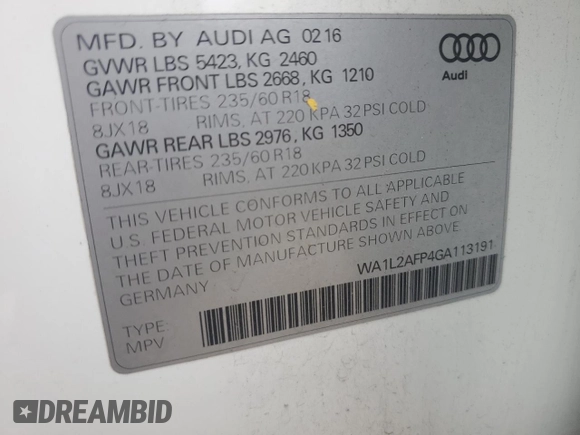 MFD. BY AUDI AG 02 16
GVWR LBS 5423, KG 2460
GAWR FRONT LBS 2668, KG 1210
FRONT-TIRES 235/60 R18
8JX18 RIMS, AT 220 KPA 32 PSI COLD
GAWR REAR LBS 2976, KG 1350
REAR-TIRES 235/60 R18
8JX18 RIMS, AT 220 KPA 32 PSI COLD
THIS VEHICLE CONFORMS TO ALL APPLICABLE
U.S. FEDERAL MOTOR VEHICLE SAFETY AND
THEFT PREVENTION STANDARDS IN EFFECT ON
THE DATE OF MANUFACTURE SHOWN ABOVE
GERMANY
WA1L2AFP4GA113191
TYPE
MPV
Audi
DREAMBID